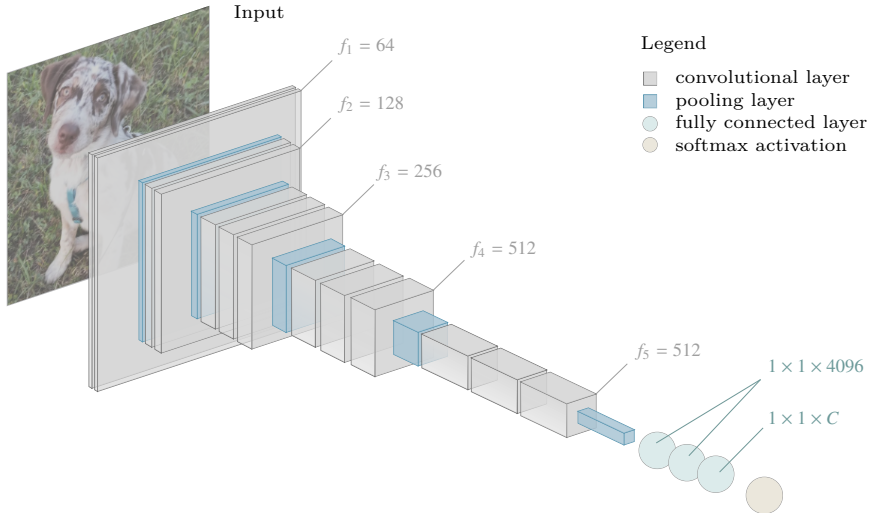 Input
f₁ = 64
f₂ = 128
f₃ = 256
f₄ = 512
f₅ = 512
1 × 1 × 4096
1 × 1 × C
Legend
convolutional layer
pooling layer
fully connected layer
softmax activation